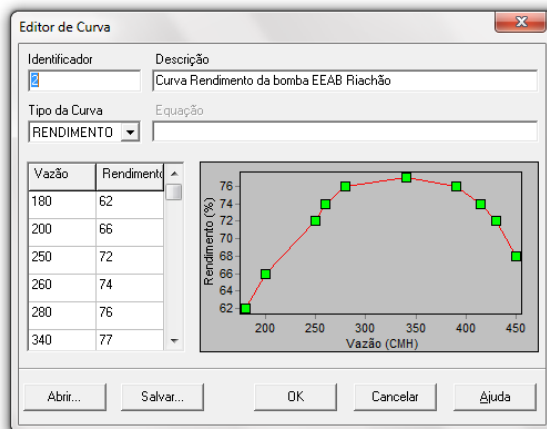 Editor de Curva
Identificador
Descrição
2
Curva Rendimento da bomba EEAB Riachão
Tipo da Curva
Equação
RENDIMENTO
Vazão Rendimento
180 62
200 66
250 72
260 74
280 76
340 77
Rendimento (%)
76
74
72
70
68
66
64
62
200 250 300 350 400 450
Vazão (CMH)
Abrir... Salvar... OK Cancelar Ajuda